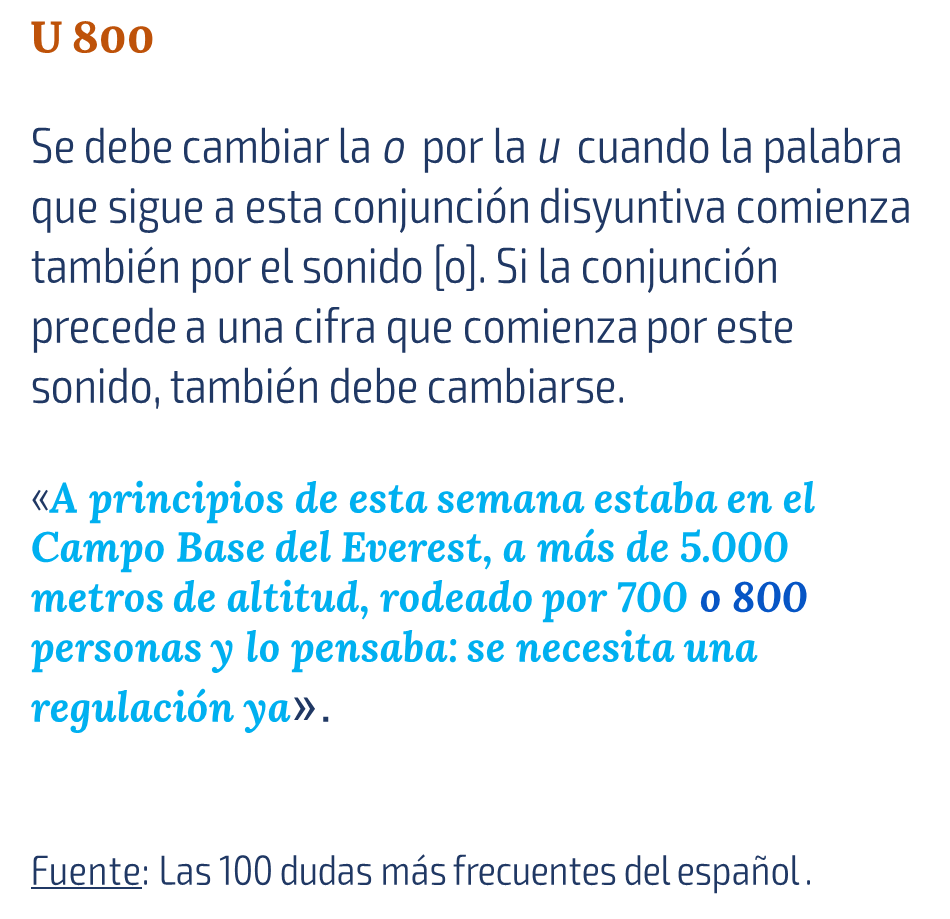 U 800
Se debe cambiar la o por la u cuando la palabra
que sigue a esta conjunción disyuntiva comienza
también por el sonido [o]. Si la conjunción
precede a una cifra que comienza por este
sonido, también debe cambiarse.
«A principios de esta semana estaba en el
Campo Base del Everest, a más de 5.000
metros de altitud, rodeado por 700 o 800
personas y lo pensaba: se necesita una
regulación ya».
Fuente: Las 100 dudas más frecuentes del español.